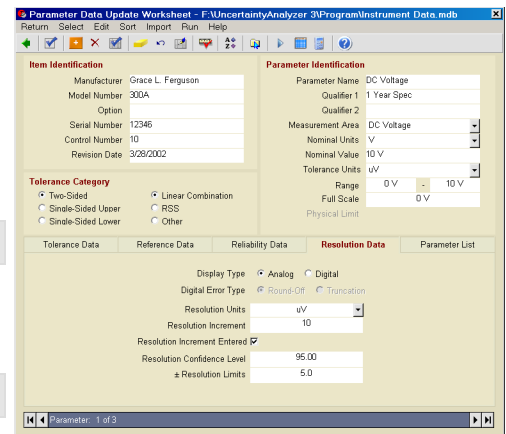 Parameter Data Update Worksheet - F:\UncertaintyAnalyzer 3\Program\Instrument Data.mdb
Return Select Edit Sort Import Run Help
Item Identification
Manufacturer Grace L. Ferguson
Model Number 300A
Option
Serial Number 12346
Control Number 10
Revision Date 3/28/2002
Parameter Identification
Parameter Name DC Voltage
Qualifier 1 1 Year Spec
Qualifier 2
Measurement Area DC Voltage
Nominal Units V
Nominal Value 10 V
Tolerance Units uV
Range 0 V - 10 V
Full Scale 0 V
Physical Limit
Tolerance Category
Two-Sided Linear Combination
Single-Sided Upper RSS
Single-Sided Lower Other
Tolerance Data Reference Data Reliability Data Resolution Data Parameter List
Display Type Analog Digital
Digital Error Type Round-Off Truncation
Resolution Units uV
Resolution Increment 10
Resolution Increment Entered
Resolution Confidence Level 95.00
± Resolution Limits 5.0
Parameter: 1 of 3